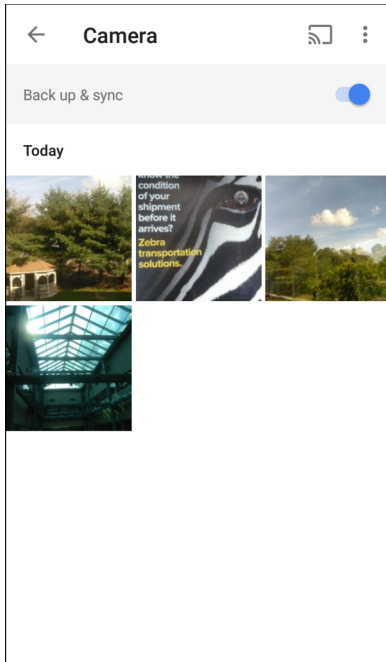 Camera
Back up & sync
Today
know the
condition
of your
shipment
before it
arrives?
Zebra
transportation
solutions.